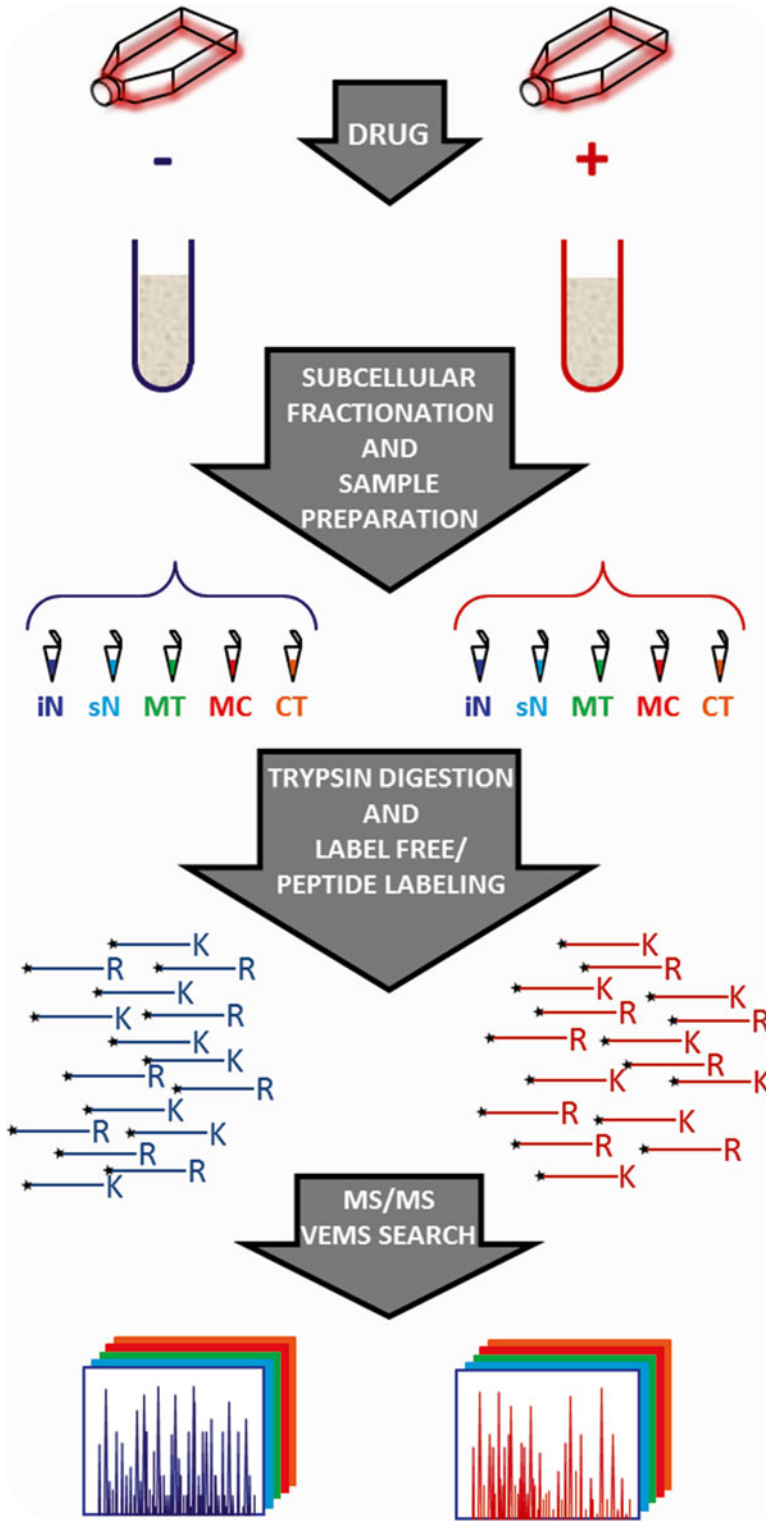 DRUG
- +
SUBCELLULAR
FRACTIONATION
AND
SAMPLE
PREPARATION
iN sN MT MC CT iN sN MT MC CT
TRYPSIN DIGESTION
AND
LABEL FREE/
PEPTIDE LABELING
K
R R
K
K R
K
K
R
R
K
R K
R
R
K
K
R
K
K
R
R
R K
R
K K
R K
R R
K
MS/MS
VEMS SEARCH